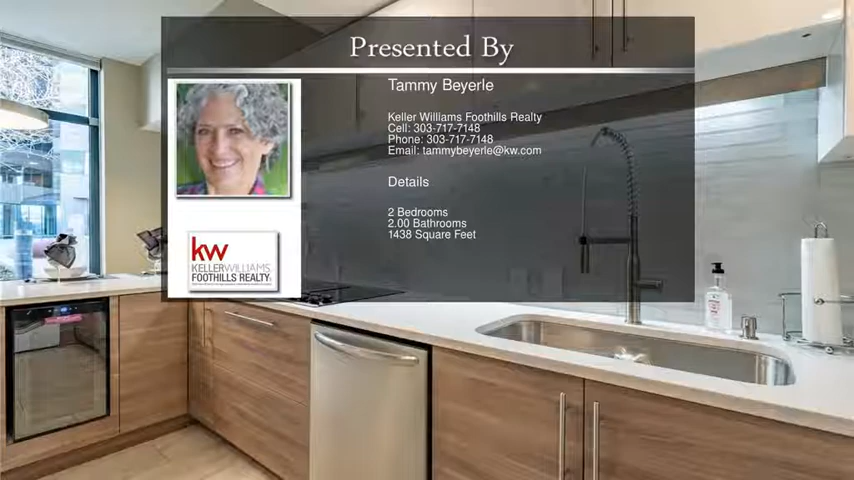 Presented By
Tammy Beyerle
Keller Williams Foothills Realty
Cell: 303-717-7148
Phone: 303-717-7148
Email: tammybeyerle@kw.com
Details
2 Bedrooms
2.00 Bathrooms
1438 Square Feet
kw
KELLERWILLIAMS
FOOTHILLS REALTY